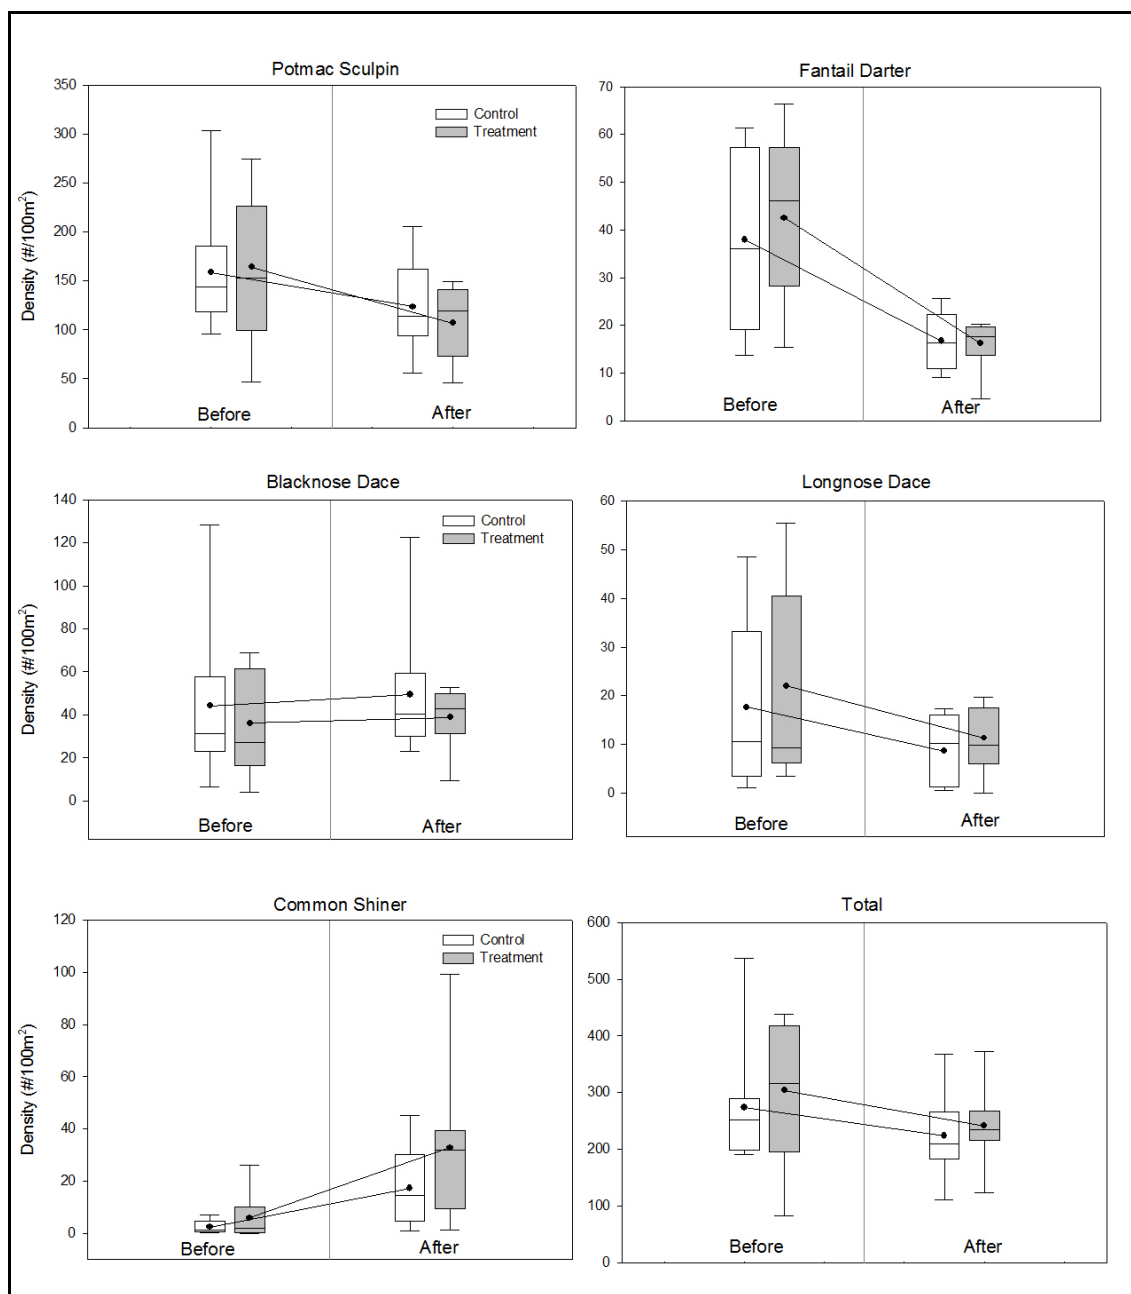 Potmac Sculpin
350
300
250
200
150
100
50
0
Density (#/100m²)
Control
Treatment
Before
After
Fantail Darter
70
60
50
40
30
20
10
0
Before
After
Blacknose Dace
140
120
100
80
60
40
20
0
Density (#/100m²)
Control
Treatment
Before
After
Longnose Dace
60
50
40
30
20
10
0
Before
After
Common Shiner
120
100
80
60
40
20
0
Density (#/100m²)
Control
Treatment
Before
After
Total
600
500
400
300
200
100
0
Before
After